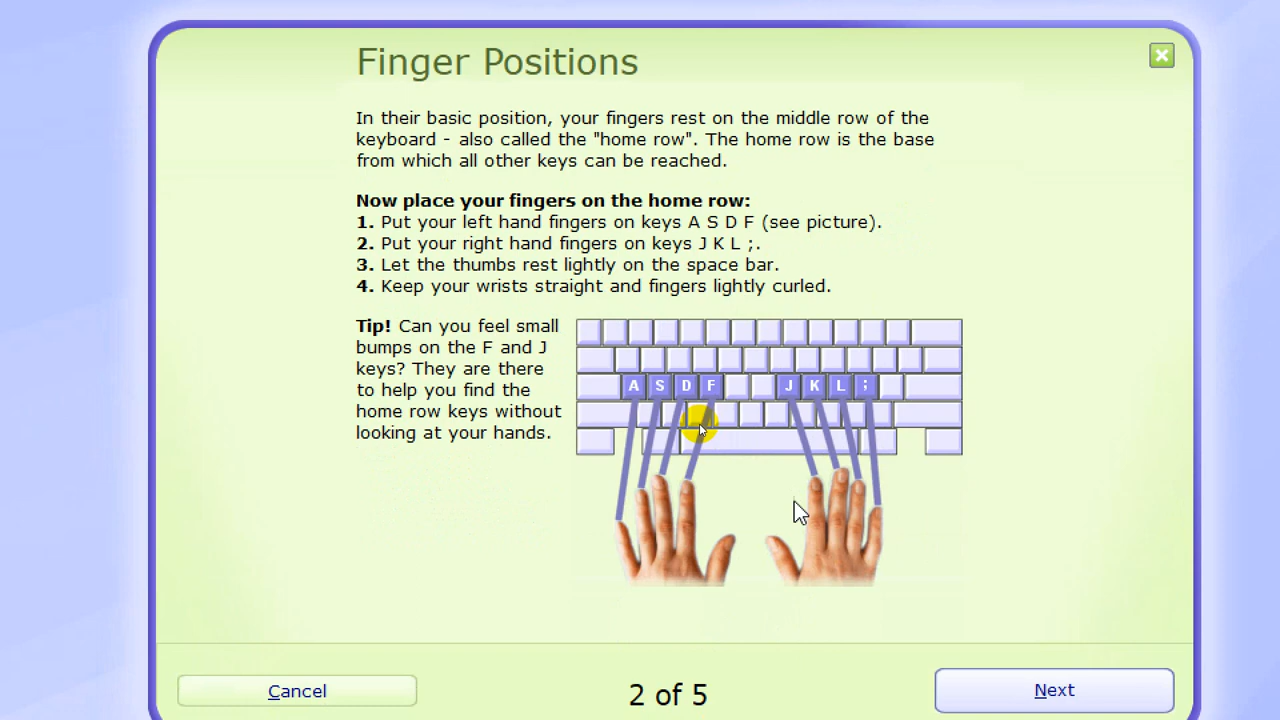 Finger Positions
In their basic position, your fingers rest on the middle row of the
keyboard - also called the "home row". The home row is the base
from which all other keys can be reached.
Now place your fingers on the home row:
1. Put your left hand fingers on keys A S D F (see picture).
2. Put your right hand fingers on keys J K L ;.
3. Let the thumbs rest lightly on the space bar.
4. Keep your wrists straight and fingers lightly curled.
Tip! Can you feel small
bumps on the F and J
keys? They are there
to help you find the
home row keys without
looking at your hands.
A S D F J K L ;
Cancel
2 of 5
Next